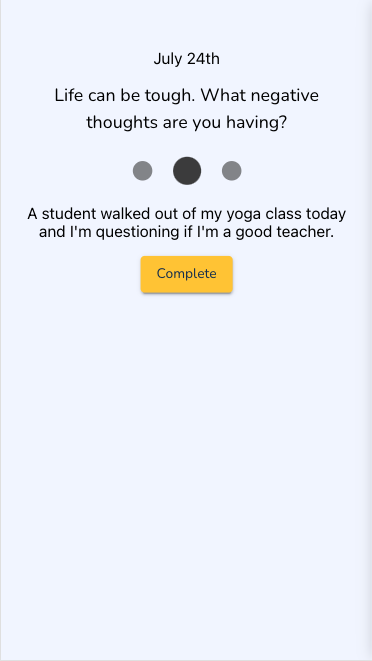 July 24th
Life can be tough. What negative
thoughts are you having?
A student walked out of my yoga class today
and I'm questioning if I'm a good teacher.
Complete